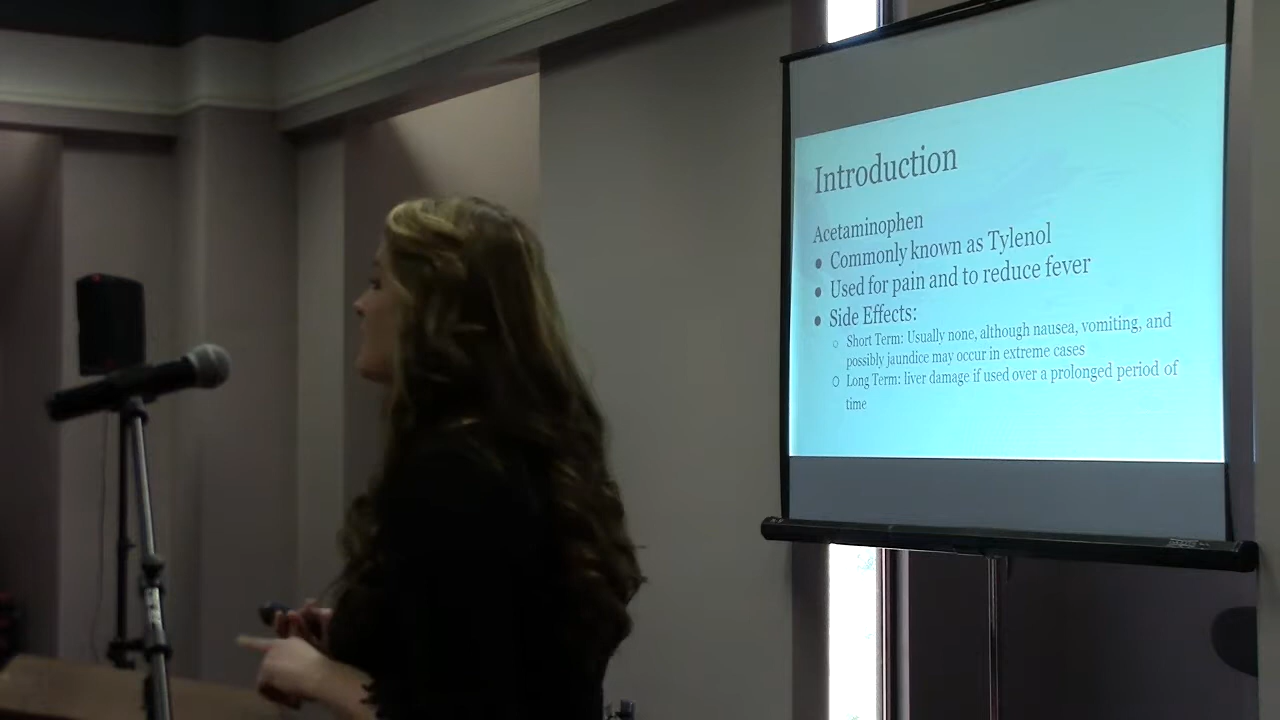 Introduction
Acetaminophen
● Commonly known as Tylenol
● Used for pain and to reduce fever
● Side Effects:
○ Short Term: Usually none, although nausea, vomiting, and
possibly jaundice may occur in extreme cases
○ Long Term: liver damage if used over a prolonged period of
time